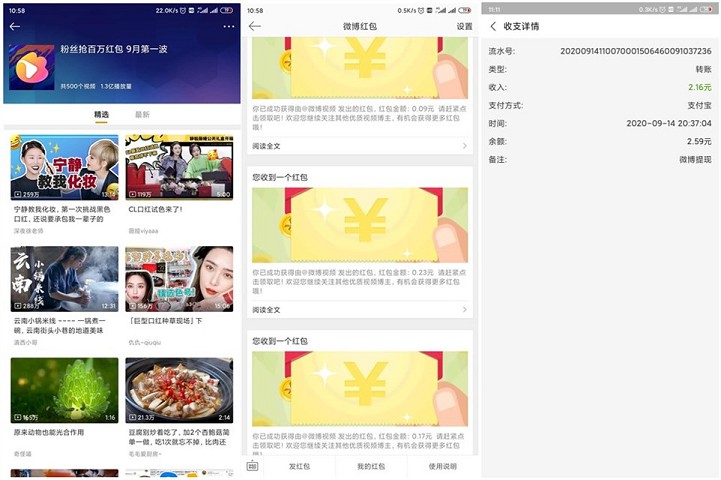 10:58
22.0K/s
粉丝抢百万红包 9月第一波
共500个视频 1.3亿播放量
精选
最新
宁静
教我化妆
259万
13:14
宁静教我化妆，第一次挑战黑色
口红，还说要承包我一辈子的
深夜徐老师
119万
5:00
CL口红试色来了！
薇娅viyaaa
云南
小锅米线
288万
12:31
云南小锅米线 ---- 一锅煮一
碗，云南街头小巷的地道美味
滇西小哥
156万
15:06
「巨型口红种草现场」下
仇仇-qiuqiu
165万
1:16
原来动物也能光合作用
奇怪喵
21.3万
2:14
豆腐别炒着吃了，加2个杏鲍菇简
单一做，吃1次就忘不掉，比肉还
毛毛爱厨房~
10:58
0.5K/s
微博红包
设置
你已成功获得由@微博视频 发出的红包，红包金额：0.09元 请赶紧点
击领取吧！欢迎您继续关注其他优质视频博主，有机会获得更多红包
哦！
阅读全文
您收到一个红包
你已成功获得由@微博视频 发出的红包，红包金额：0.23元 请赶紧点
击领取吧！欢迎您继续关注其他优质视频博主，有机会获得更多红包
哦！
阅读全文
您收到一个红包
你已成功获得由@微博视频 发出的红包，红包金额：0.17元 请赶紧点
击领取吧！欢迎您继续关注其他优质视频博主，有机会获得更多红包
发红包
我的红包
使用说明
11:11
0.3K/s
收支详情
流水号： 20200914110070001506460091037236
类型： 转账
收入： 2.16元
支付方式： 支付宝
时间： 2020-09-14 20:37:04
余额： 2.59元
备注： 微博提现